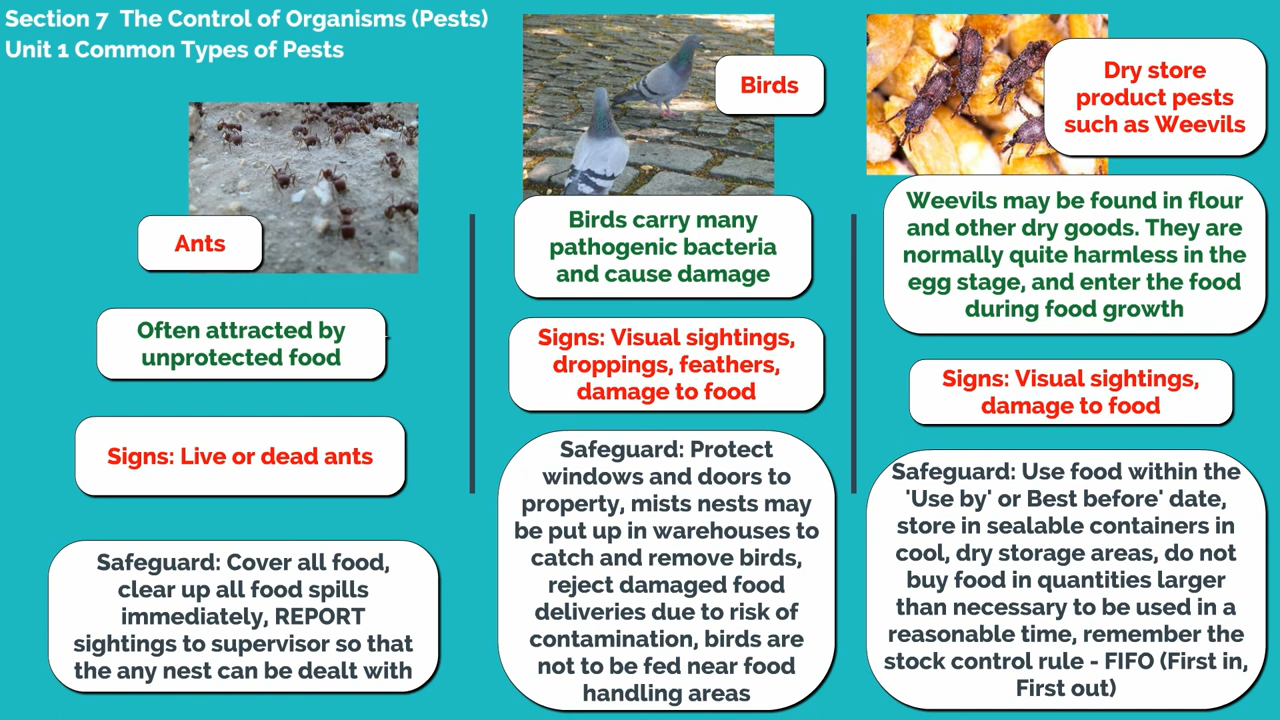 Section 7 The Control of Organisms (Pests)
Unit 1 Common Types of Pests
Ants
Often attracted by
unprotected food
Signs: Live or dead ants
Safeguard: Cover all food,
clear up all food spills
immediately, REPORT
sightings to supervisor so that
the any nest can be dealt with
Birds
Birds carry many
pathogenic bacteria
and cause damage
Signs: Visual sightings,
droppings, feathers,
damage to food
Safeguard: Protect
windows and doors to
property, mists nests may
be put up in warehouses to
catch and remove birds,
reject damaged food
deliveries due to risk of
contamination, birds are
not to be fed near food
handling areas
Dry store
product pests
such as Weevils
Weevils may be found in flour
and other dry goods. They are
normally quite harmless in the
egg stage, and enter the food
during food growth
Signs: Visual sightings,
damage to food
Safeguard: Use food within the
'Use by' or Best before' date,
store in sealable containers in
cool, dry storage areas, do not
buy food in quantities larger
than necessary to be used in a
reasonable time, remember the
stock control rule - FIFO (First in,
First out)